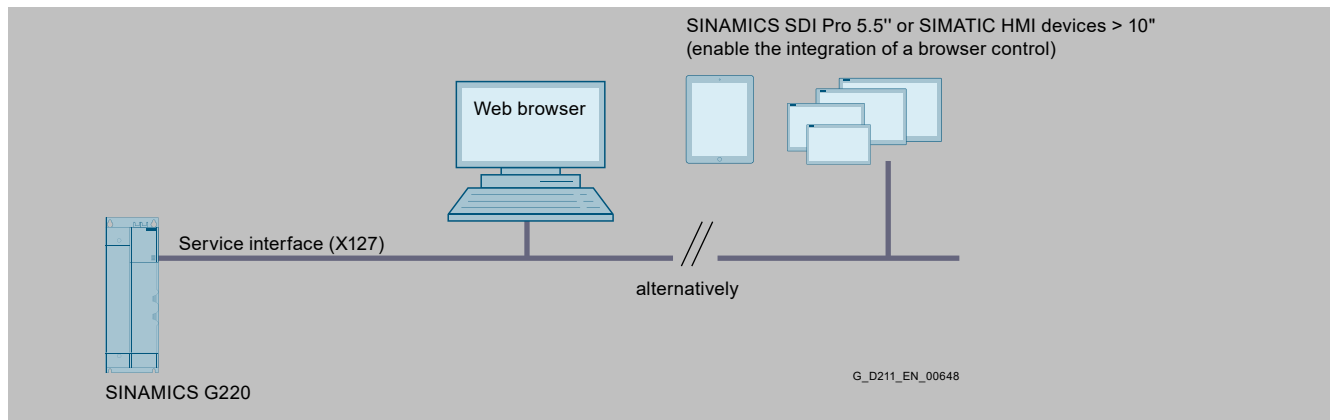 SINAMICS SDI Pro 5.5'' or SIMATIC HMI devices > 10"
(enable the integration of a browser control)
Web browser
Service interface (X127)
alternatively
G_D211_EN_00648
SINAMICS G220